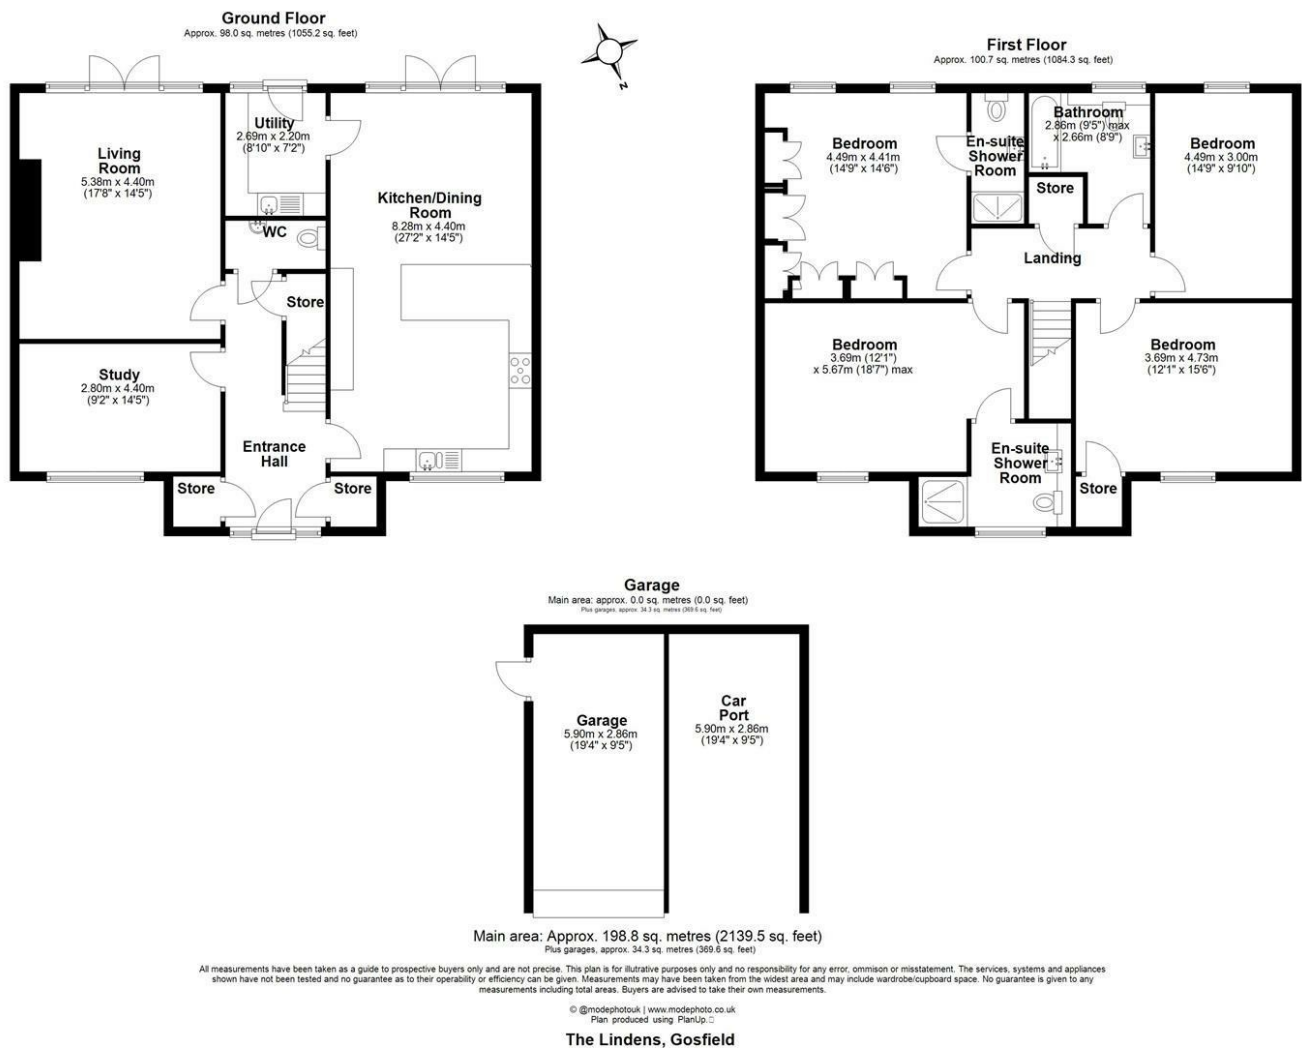 Ground Floor
Approx. 98.0 sq. metres (1055.2 sq. feet)
N
First Floor
Approx. 100.7 sq. metres (1084.3 sq. feet)
Living
Room
5.38m x 4.40m
(17'8" x 14'5")
Utility
2.69m x 2.20m
(8'10" x 7'2")
Kitchen/Dining
Room
8.28m x 4.40m
(27'2" x 14'5")
WC
Store
Study
2.80m x 4.40m
(9'2" x 14'5")
Entrance
Hall
Store
Store
Bedroom
4.49m x 4.41m
(14'9" x 14'6")
En-suite
Shower
Room
Bathroom
2.86m (9'5") max
x 2.66m (8'9")
Bedroom
4.49m x 3.00m
(14'9" x 9'10")
Store
Landing
Bedroom
3.69m (12'1")
x 5.67m (18'7") max
Bedroom
3.69m x 4.73m
(12'1" x 15'6")
En-suite
Shower
Room
Store
Garage
Main area: approx. 0.0 sq. metres (0.0 sq. feet)
Plus garages, approx. 34.3 sq. metres (369.6 sq. feet)
Garage
5.90m x 2.86m
(19'4" x 9'5")
Car
Port
5.90m x 2.86m
(19'4" x 9'5")
Main area: Approx. 198.8 sq. metres (2139.5 sq. feet)
Plus garages, approx. 34.3 sq. metres (369.6 sq. feet)
All measurements have been taken as a guide to prospective buyers only and are not precise. This plan is for illustrative purposes only and no responsibility for any error, ommison or misstatement. The services, systems and appliances
shown have not been tested and no guarantee as to their operability or efficiency can be given. Measurements may have been taken from the widest area and may include wardrobe/cupboard space. No guarantee is given to any
measurements including total areas. Buyers are advised to take their own measurements.
© @modephotouk | www.modephoto.co.uk
Plan produced using PlanUp.
The Lindens, Gosfield